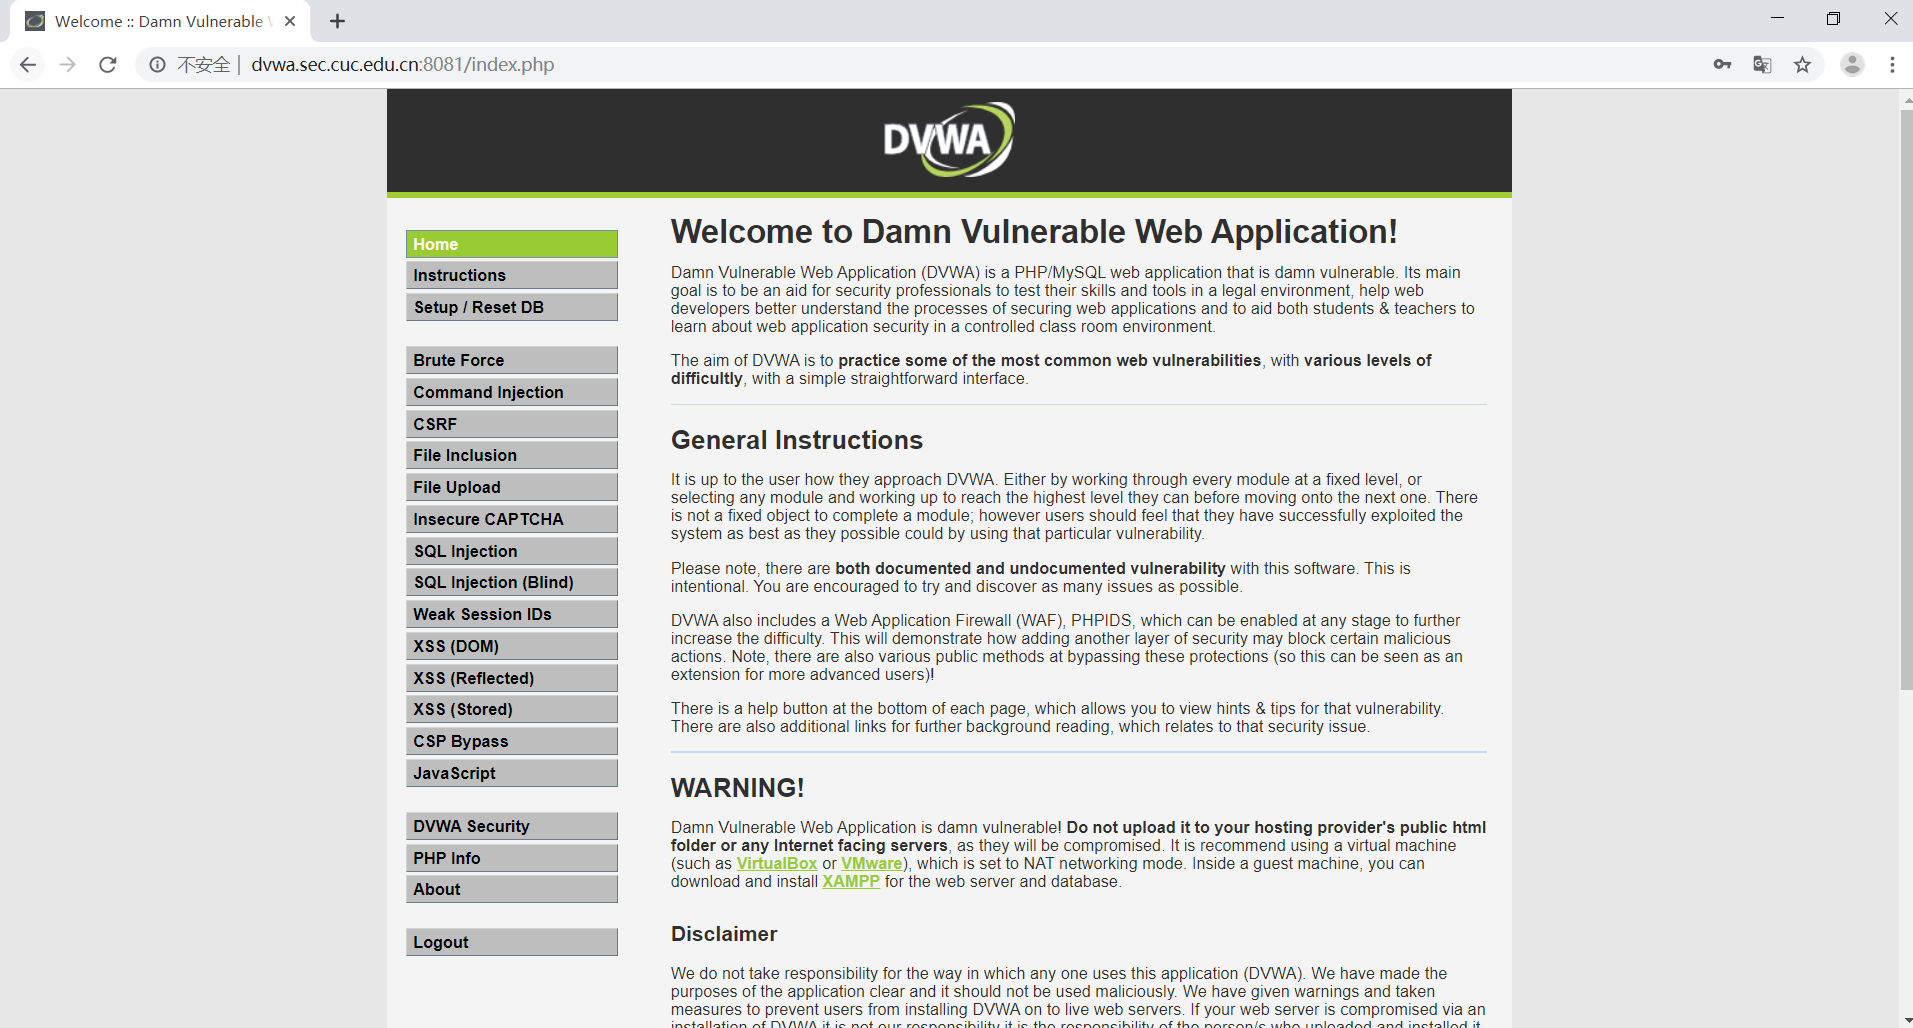 Welcome :: Damn Vulnerable
不安全 | dvwa.sec.cuc.edu.cn:8081/index.php
DVWA
Home
Instructions
Setup / Reset DB
Brute Force
Command Injection
CSRF
File Inclusion
File Upload
Insecure CAPTCHA
SQL Injection
SQL Injection (Blind)
Weak Session IDs
XSS (DOM)
XSS (Reflected)
XSS (Stored)
CSP Bypass
JavaScript
DVWA Security
PHP Info
About
Logout
Welcome to Damn Vulnerable Web Application!
Damn Vulnerable Web Application (DVWA) is a PHP/MySQL web application that is damn vulnerable. Its main
goal is to be an aid for security professionals to test their skills and tools in a legal environment, help web
developers better understand the processes of securing web applications and to aid both students & teachers to
learn about web application security in a controlled class room environment.
The aim of DVWA is to practice some of the most common web vulnerabilities, with various levels of
difficultly, with a simple straightforward interface.
General Instructions
It is up to the user how they approach DVWA. Either by working through every module at a fixed level, or
selecting any module and working up to reach the highest level they can before moving onto the next one. There
is not a fixed object to complete a module; however users should feel that they have successfully exploited the
system as best as they possible could by using that particular vulnerability.
Please note, there are both documented and undocumented vulnerability with this software. This is
intentional. You are encouraged to try and discover as many issues as possible.
DVWA also includes a Web Application Firewall (WAF), PHPIDS, which can be enabled at any stage to further
increase the difficulty. This will demonstrate how adding another layer of security may block certain malicious
actions. Note, there are also various public methods at bypassing these protections (so this can be seen as an
extension for more advanced users)!
There is a help button at the bottom of each page, which allows you to view hints & tips for that vulnerability.
There are also additional links for further background reading, which relates to that security issue.
WARNING!
Damn Vulnerable Web Application is damn vulnerable! Do not upload it to your hosting provider's public html
folder or any Internet facing servers, as they will be compromised. It is recommend using a virtual machine
(such as VirtualBox or VMware), which is set to NAT networking mode. Inside a guest machine, you can
download and install XAMPP for the web server and database.
Disclaimer
We do not take responsibility for the way in which any one uses this application (DVWA). We have made the
purposes of the application clear and it should not be used maliciously. We have given warnings and taken
measures to prevent users from installing DVWA on to live web servers. If your web server is compromised via an
installation of DVWA it is not our responsibility it is the responsibility of the person/s who uploaded and installed it